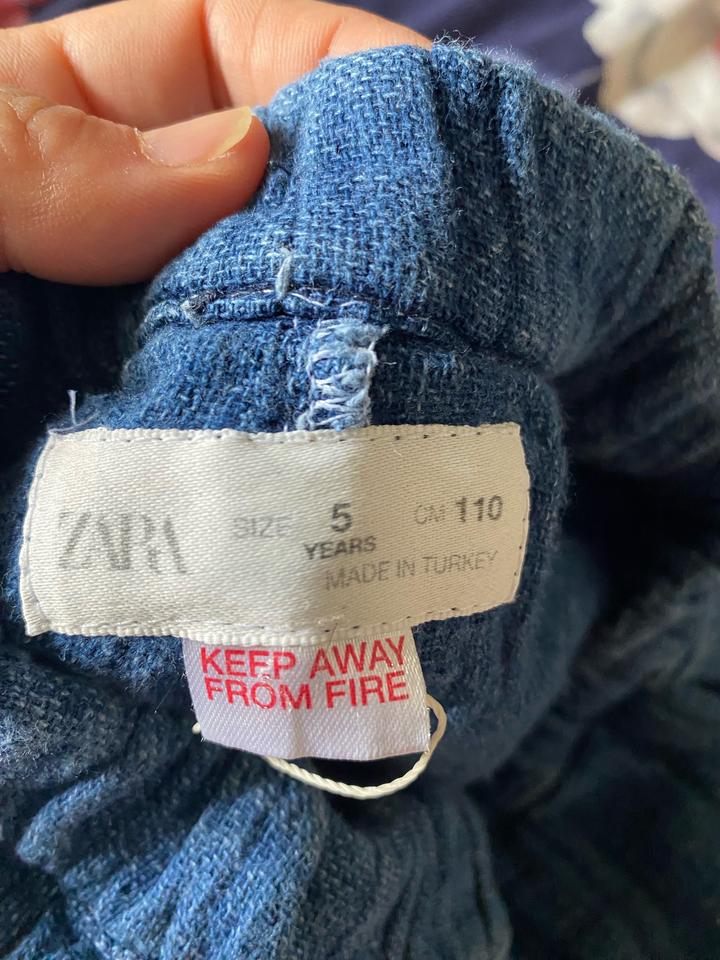 ZARA SIZE 5 YEARS CM 110
MADE IN TURKEY
KEEP AWAY
FROM FIRE